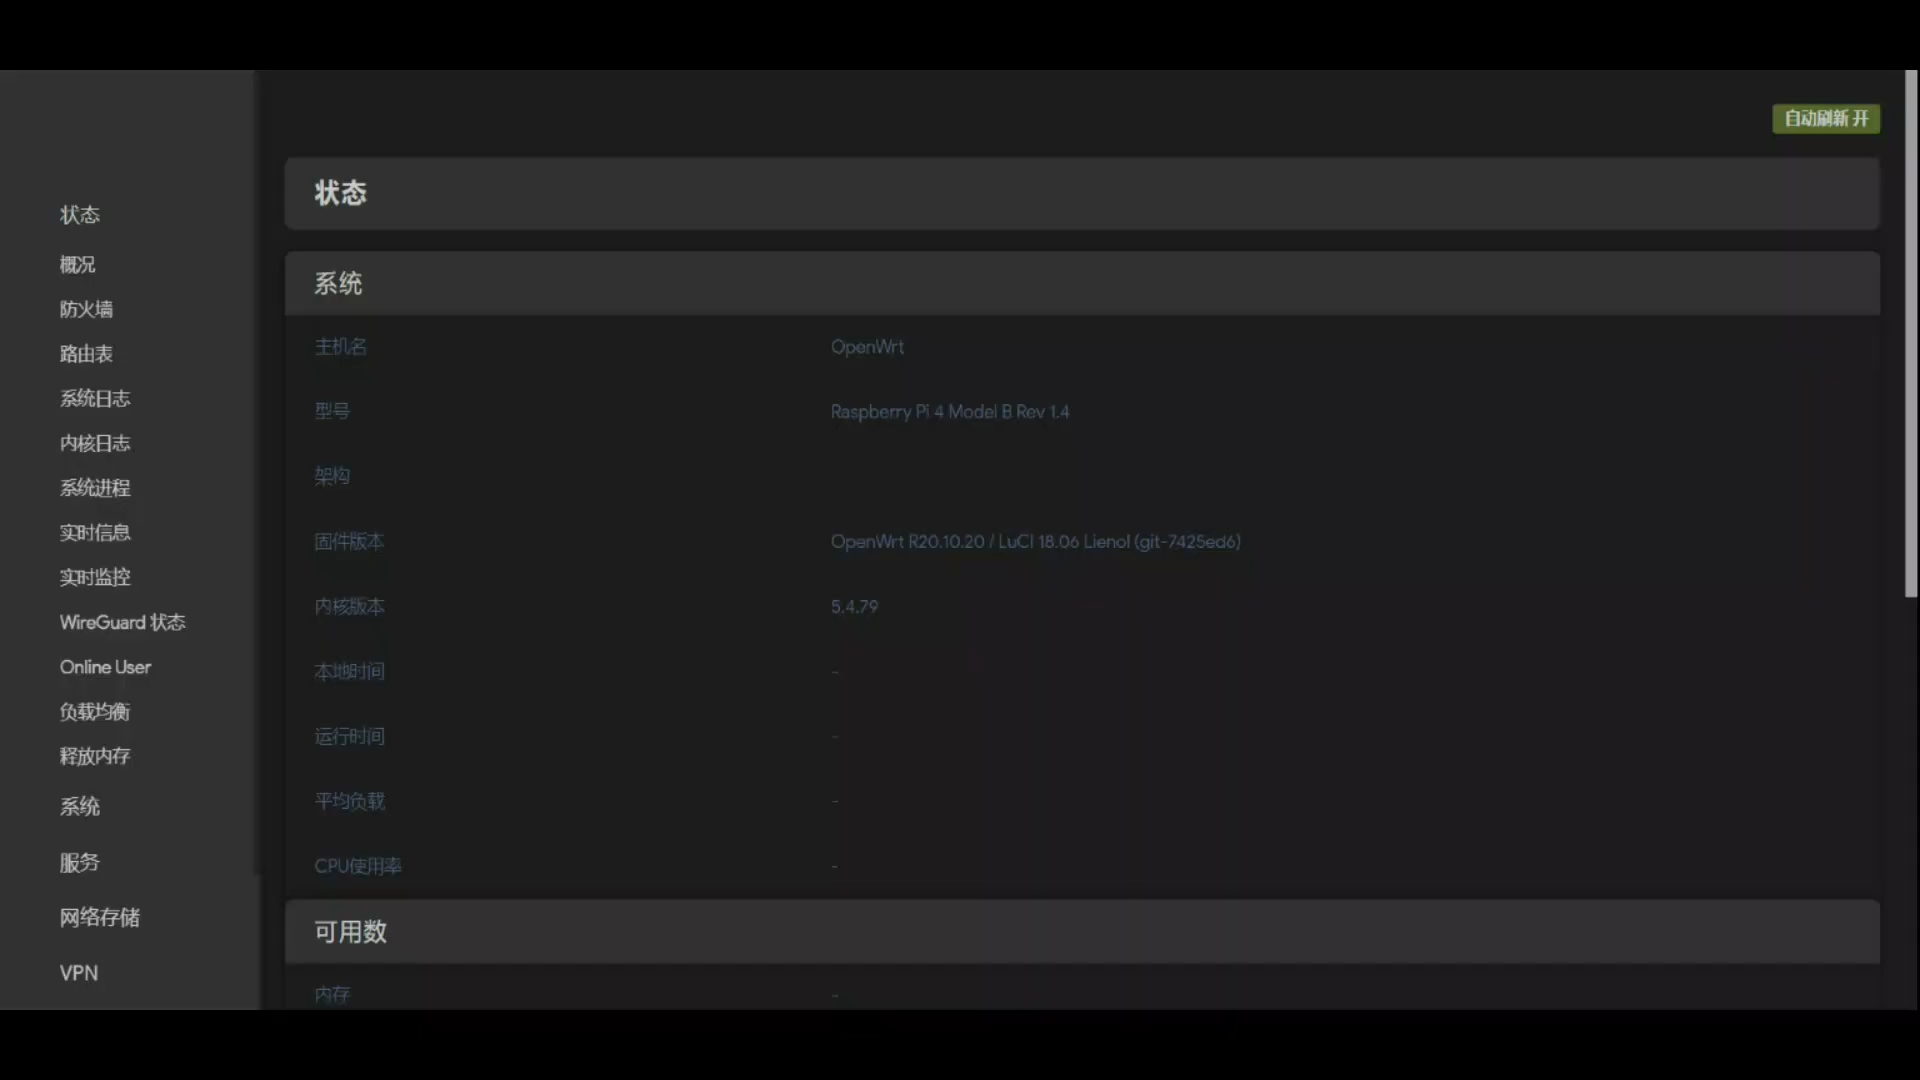 自动刷新 开
状态
概况
防火墙
路由表
系统日志
内核日志
系统进程
实时信息
实时监控
WireGuard 状态
Online User
负载均衡
释放内存
系统
服务
网络存储
VPN
状态
系统
主机名 OpenWrt
型号 Raspberry Pi 4 Model B Rev 1.4
架构
固件版本 OpenWrt R20.10.20 / LuCI 18.06 Lienol (git-7425ed6)
内核版本 5.4.79
本地时间 -
运行时间 -
平均负载 -
CPU使用率 -
可用数
内存 -